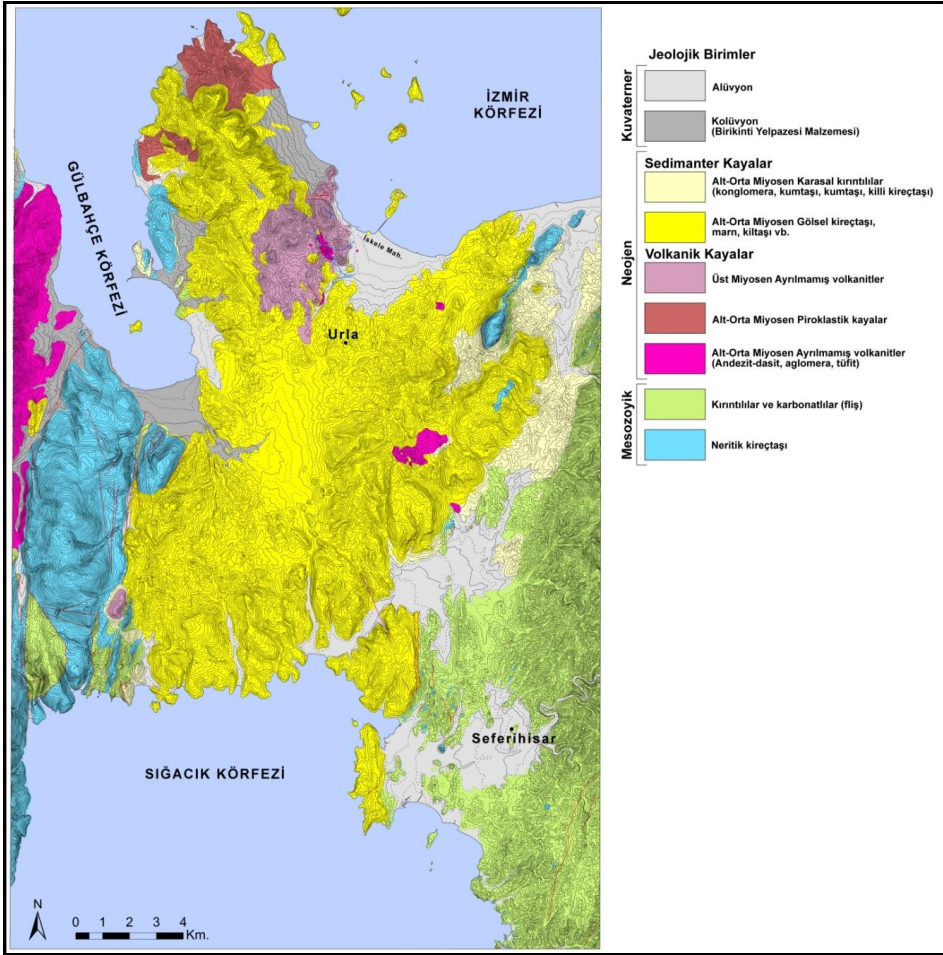 İZMİR
KÖRFEZİ
GÜLBAHÇE KÖRFEZİ
İskele Mah.
Urla
Seferihisar
SIĞACIK KÖRFEZİ
N
0 1 2 3 4
Km.
Jeolojik Birimler
Kuvaterner
Alüvyon
Kolüvyon
(Birikinti Yelpazesi Malzemesi)
Neojen
Sedimanter Kayalar
Alt-Orta Miyosen Karasal kırıntılılar
(konglomera, kumtaşı, kumtaşı, killi kireçtaşı)
Alt-Orta Miyosen Gölsel kireçtaşı,
marn, kiltaşı vb.
Volkanik Kayalar
Üst Miyosen Ayrılmamış volkanitler
Alt-Orta Miyosen Piroklastik kayalar
Alt-Orta Miyosen Ayrılmamış volkanitler
(Andezit-dasit, aglomera, tüfit)
Mesozoyik
Kırıntılılar ve karbonatlılar (fliş)
Neritik kireçtaşı